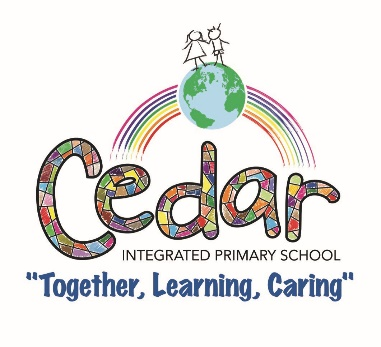 Cedar
INTEGRATED PRIMARY SCHOOL
"Together, Learning, Caring"